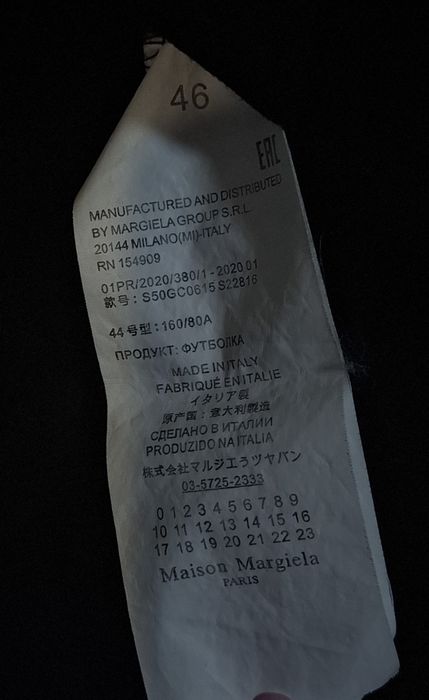 46
EAC
MANUFACTURED AND DISTRIBUTED
BY MARGIELA GROUP S.R.L.
20144 MILANO(MI)-ITALY
RN 154909
01PR/2020/380/1 - 2020 01
款号: S50GC0615 S22816
44号型:160/80A
ПРОДУКТ: ФУТБОЛКА
MADE IN ITALY
FABRIQUÉ EN ITALIE
イタリア製
原产国:意大利製造
СДЕЛАНО В ИТАЛИИ
PRODUZIDO NA ITALIA
株式会社マルジエラツヤパン
03-5725-2333
0 1 2 3 4 5 6 7 8 9
10 11 12 13 14 15 16
17 18 19 20 21 22 23
Maison Margiela
PARIS